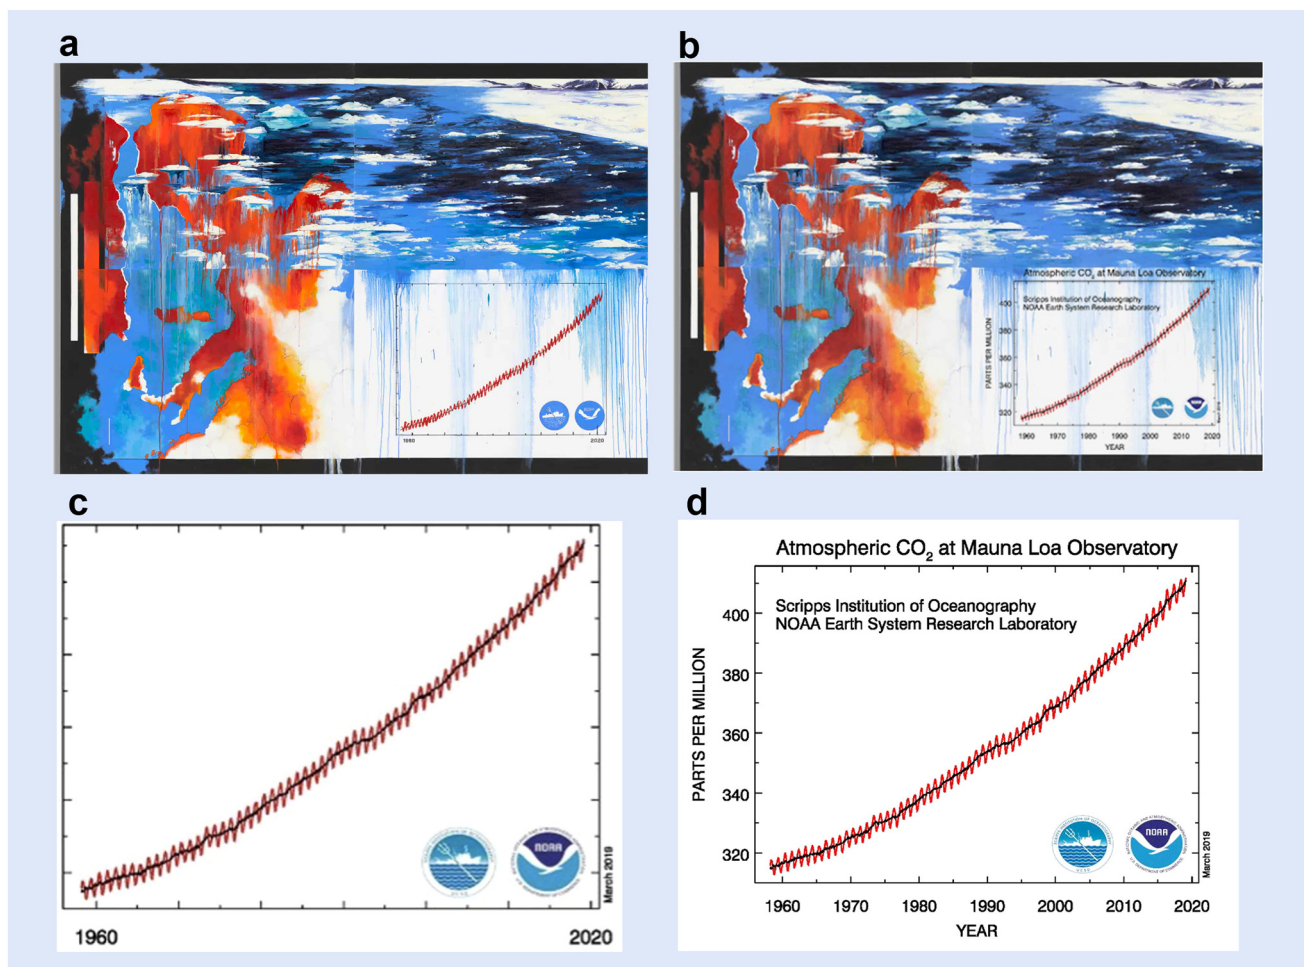 a
1960
2020
b
Atmospheric CO2 at Mauna Loa Observatory
Scripps Institution of Oceanography
NOAA Earth System Research Laboratory
PARTS PER MILLION
400
380
360
340
320
1960 1970 1980 1990 2000 2010 2020
YEAR
March 2019
c
NOAA
March 2019
1960
2020
d
Atmospheric CO2 at Mauna Loa Observatory
Scripps Institution of Oceanography
NOAA Earth System Research Laboratory
PARTS PER MILLION
400
380
360
340
320
NOAA
March 2019
1960 1970 1980 1990 2000 2010 2020
YEAR